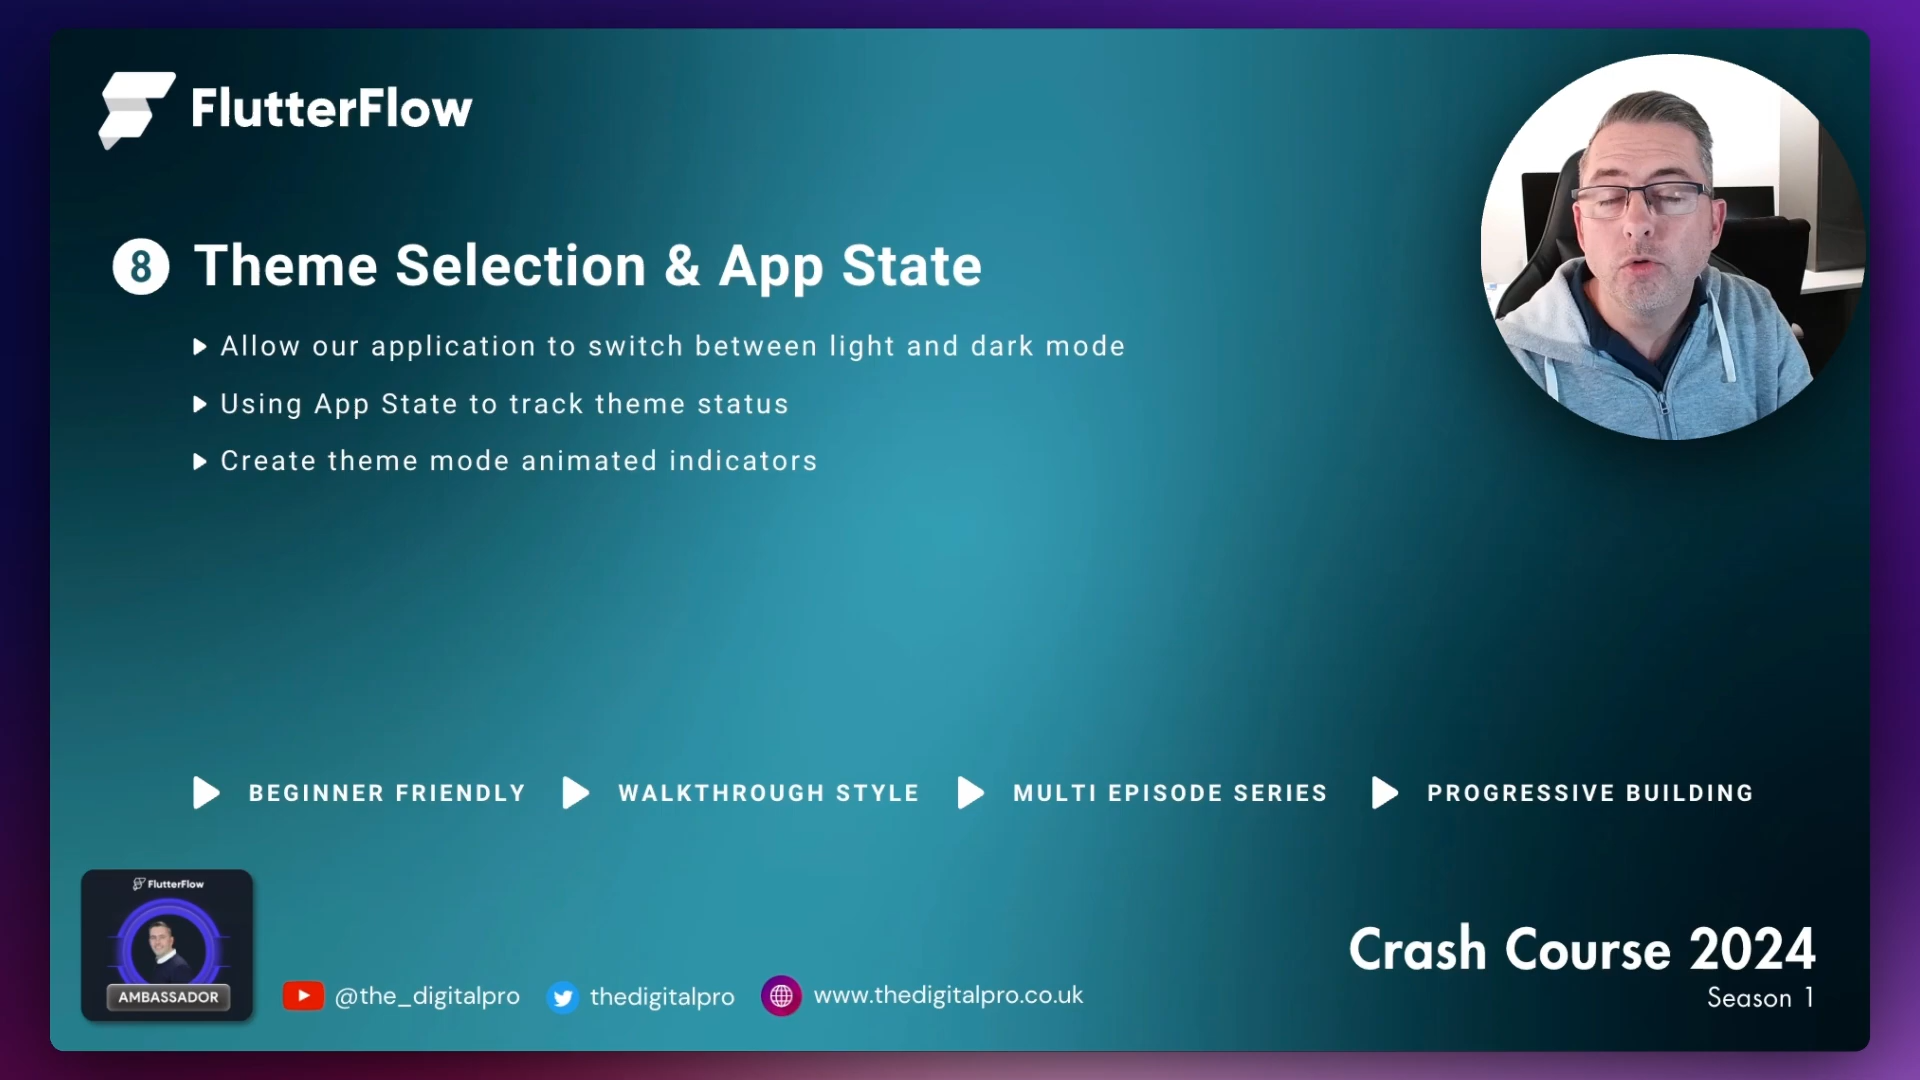 FlutterFlow
8 Theme Selection & App State
Allow our application to switch between light and dark mode
Using App State to track theme status
Create theme mode animated indicators
BEGINNER FRIENDLY WALKTHROUGH STYLE MULTI EPISODE SERIES PROGRESSIVE BUILDING
FlutterFlow
AMBASSADOR
@the_digitalpro thedigitalpro www.thedigitalpro.co.uk
Crash Course 2024
Season 1